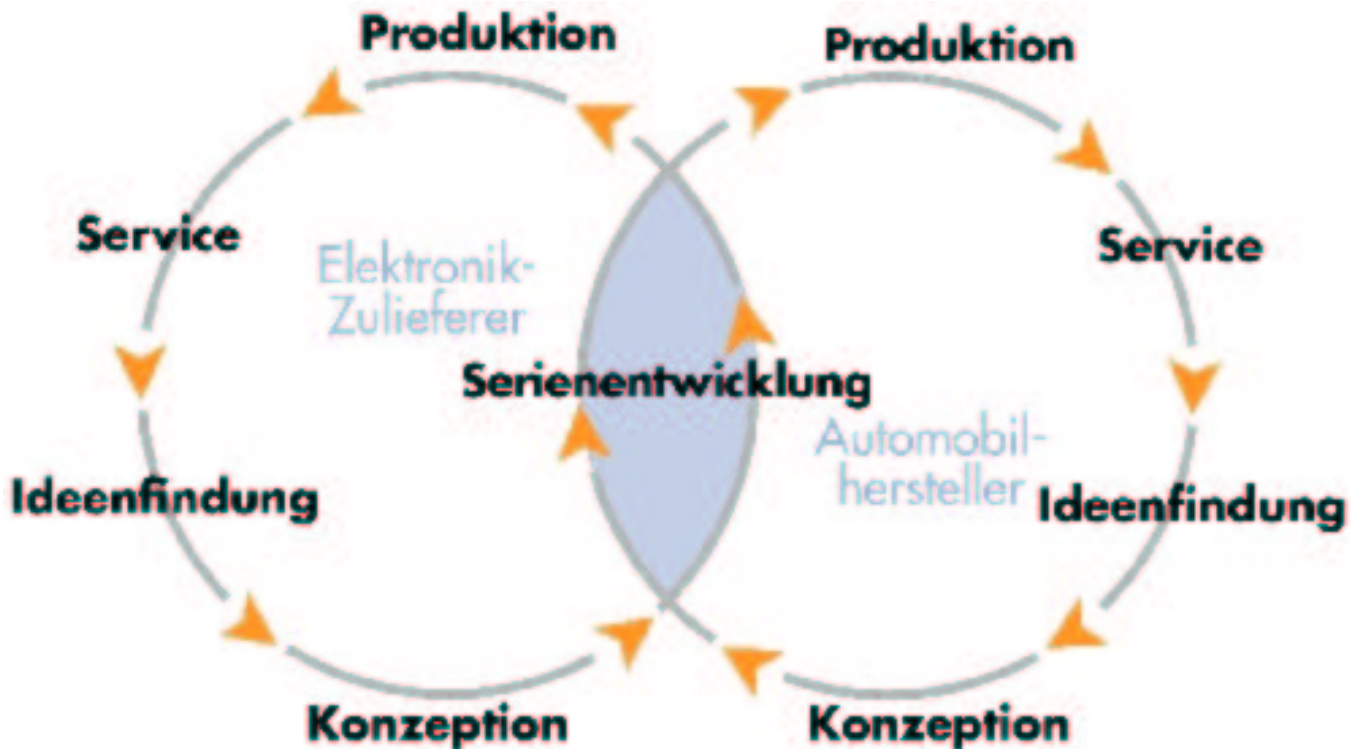 Produktion
Produktion
Service
Service
Elektronik-
Zulieferer
Serienentwicklung
Automobil-
hersteller
Ideenfindung
Ideenfindung
Konzeption
Konzeption